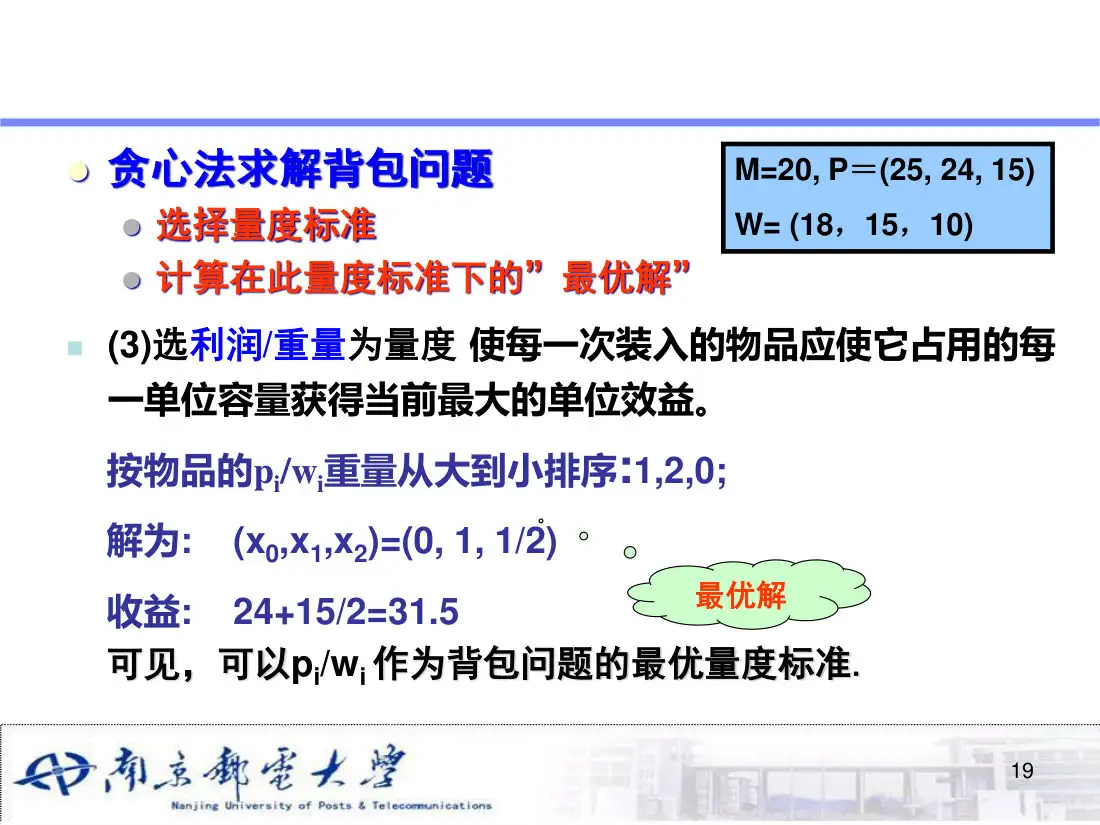 贪心法求解背包问题
M=20, P＝(25, 24, 15)
W= (18，15，10)
选择量度标准
计算在此量度标准下的”最优解”
(3)选利润/重量为量度 使每一次装入的物品应使它占用的每
一单位容量获得当前最大的单位效益。
按物品的pi/wi重量从大到小排序:1,2,0;
解为: (x0,x1,x2)=(0, 1, 1/2)
最优解
收益: 24+15/2=31.5
可见，可以pi/wi 作为背包问题的最优量度标准.
南京邮电大学
Nanjing University of Posts & Telecommunications
19